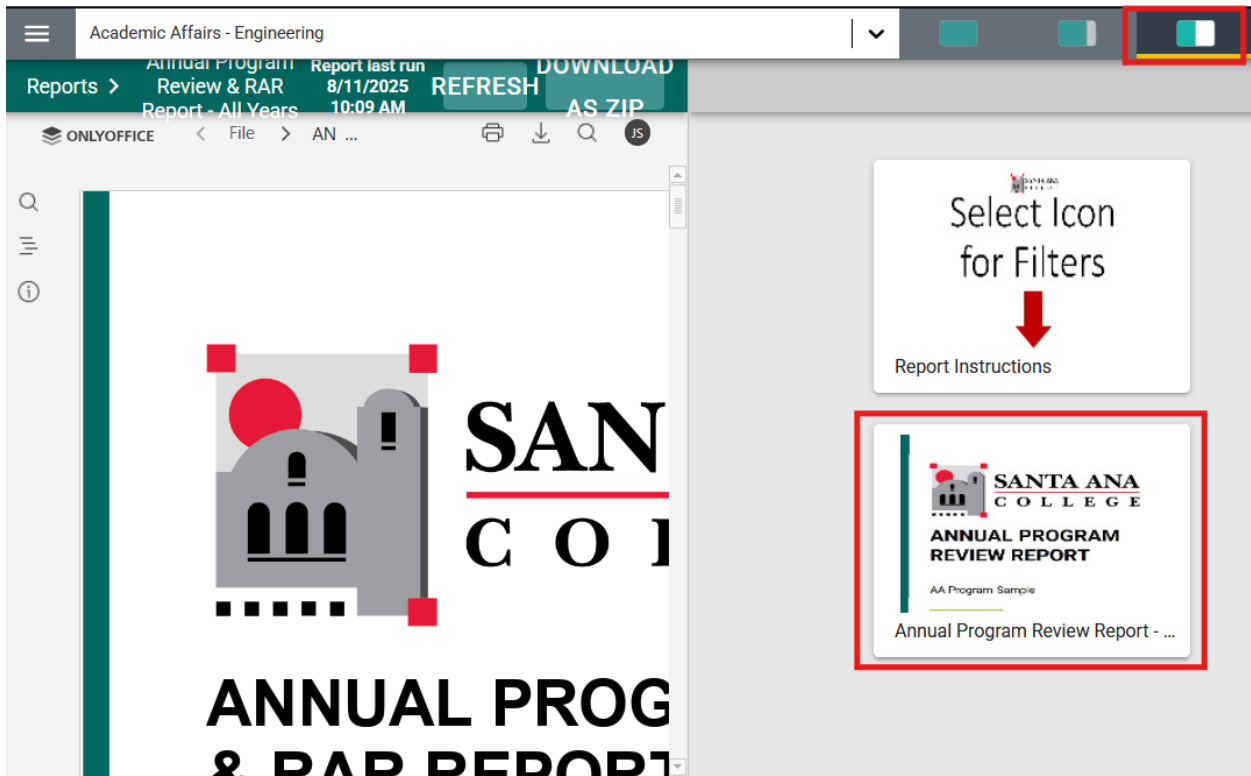 Academic Affairs - Engineering
Reports >
Annual Program
Review & RAR
Report - All Years
Report last run
8/11/2025
10:09 AM
REFRESH
DOWNLOAD
AS ZIP
ONLYOFFICE
< File > AN ...
JS
SAN
CO
ANNUAL PROG
& RAR REPORT
Select Icon
for Filters
Report Instructions
SANTA ANA
COLLEGE
ANNUAL PROGRAM
REVIEW REPORT
AA Program Sample
Annual Program Review Report - ...